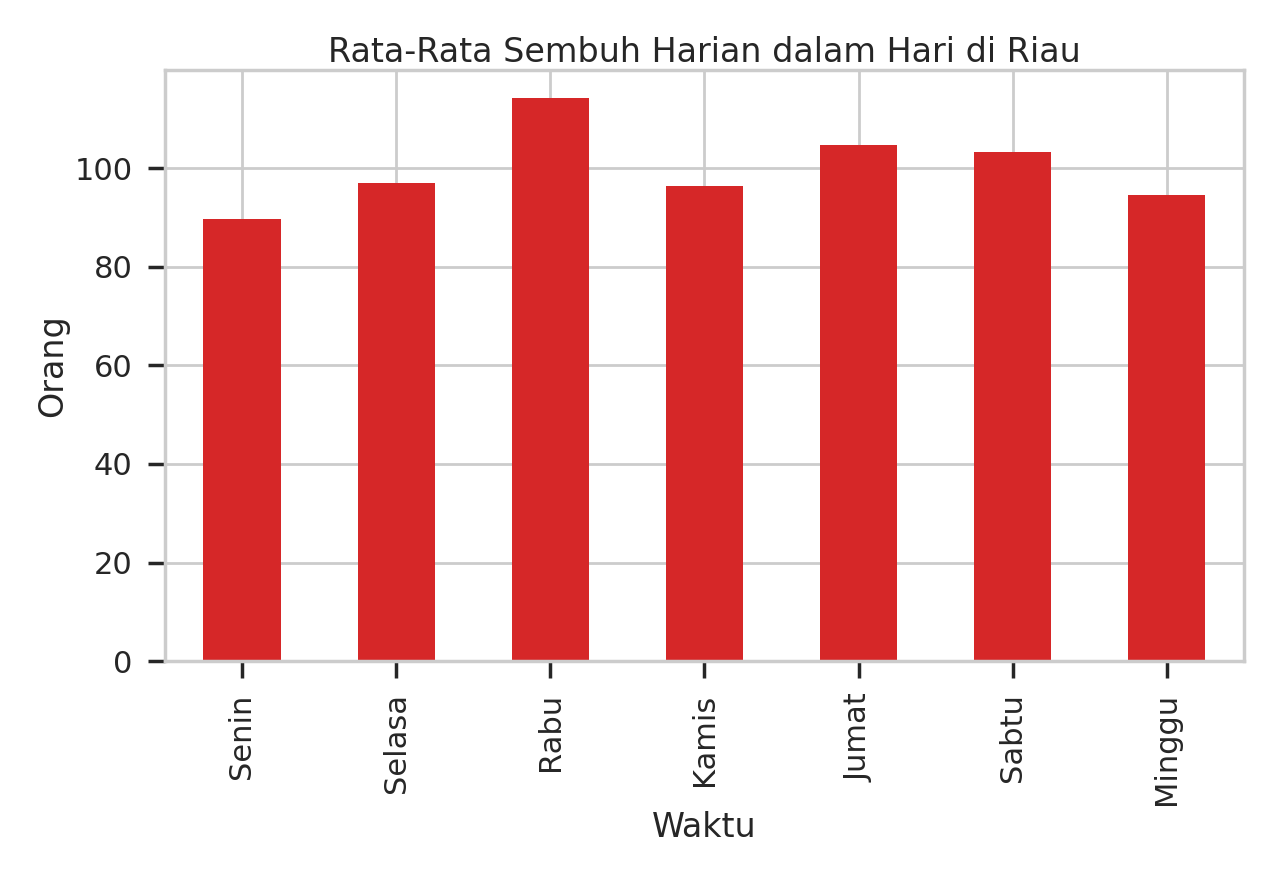 Rata-Rata Sembuh Harian dalam Hari di Riau
Orang
100
80
60
40
20
0
Senin
Selasa
Rabu
Kamis
Jumat
Sabtu
Minggu
Waktu